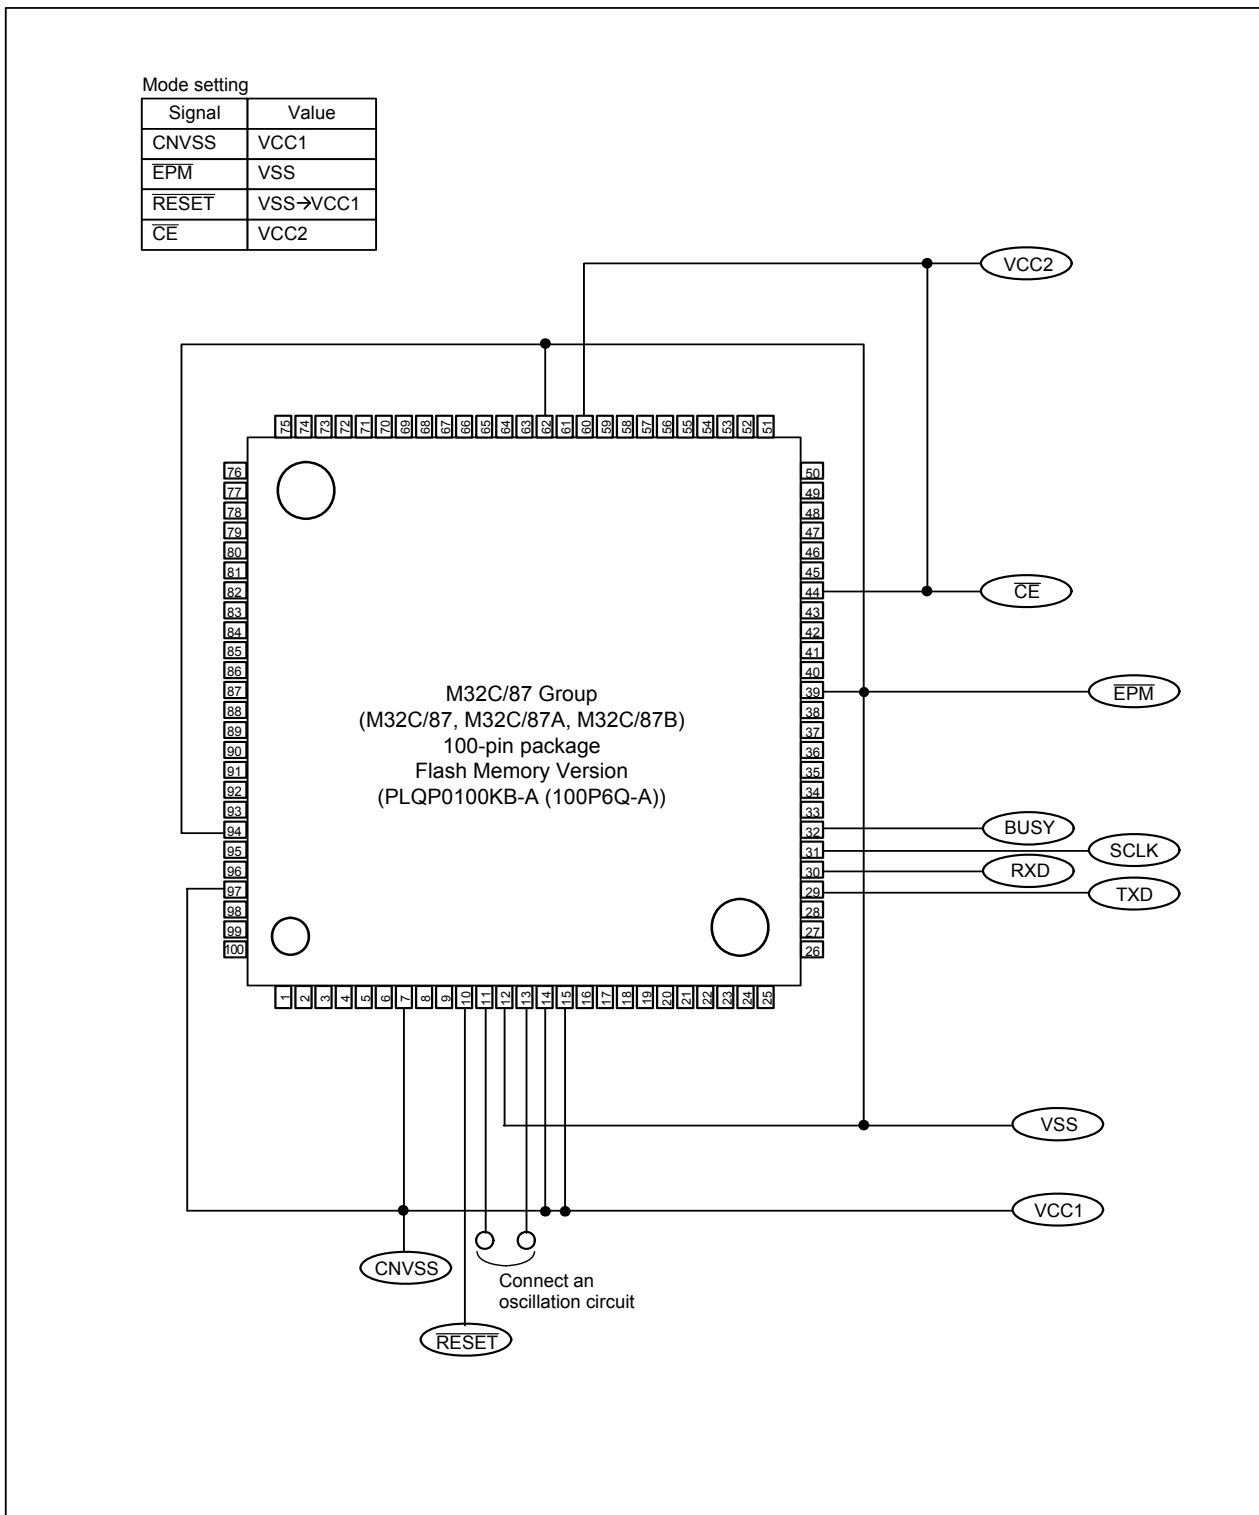 Mode setting
Signal Value
CNVSS VCC1
EPM VSS
RESET VSS→VCC1
CE VCC2
VCC2
75 74 73 72 71 70 69 68 67 66 65 64 63 62 61 60 59 58 57 56 55 54 53 52 51
76 50
77 49
78 48
79 47
80 46
81 45
82 44 CE
83 43
84 42
85 41
86 40
87 39 EPM
88 38
89 37
90 36
91 35
92 34
93 33
94 32 BUSY
95 31 SCLK
96 30 RXD
97 29 TXD
98 28
99 27
100 26
M32C/87 Group
(M32C/87, M32C/87A, M32C/87B)
100-pin package
Flash Memory Version
(PLQP0100KB-A (100P6Q-A))
1 2 3 4 5 6 7 8 9 10 11 12 13 14 15 16 17 18 19 20 21 22 23 24 25
VSS
VCC1
CNVSS
Connect an
oscillation circuit
RESET